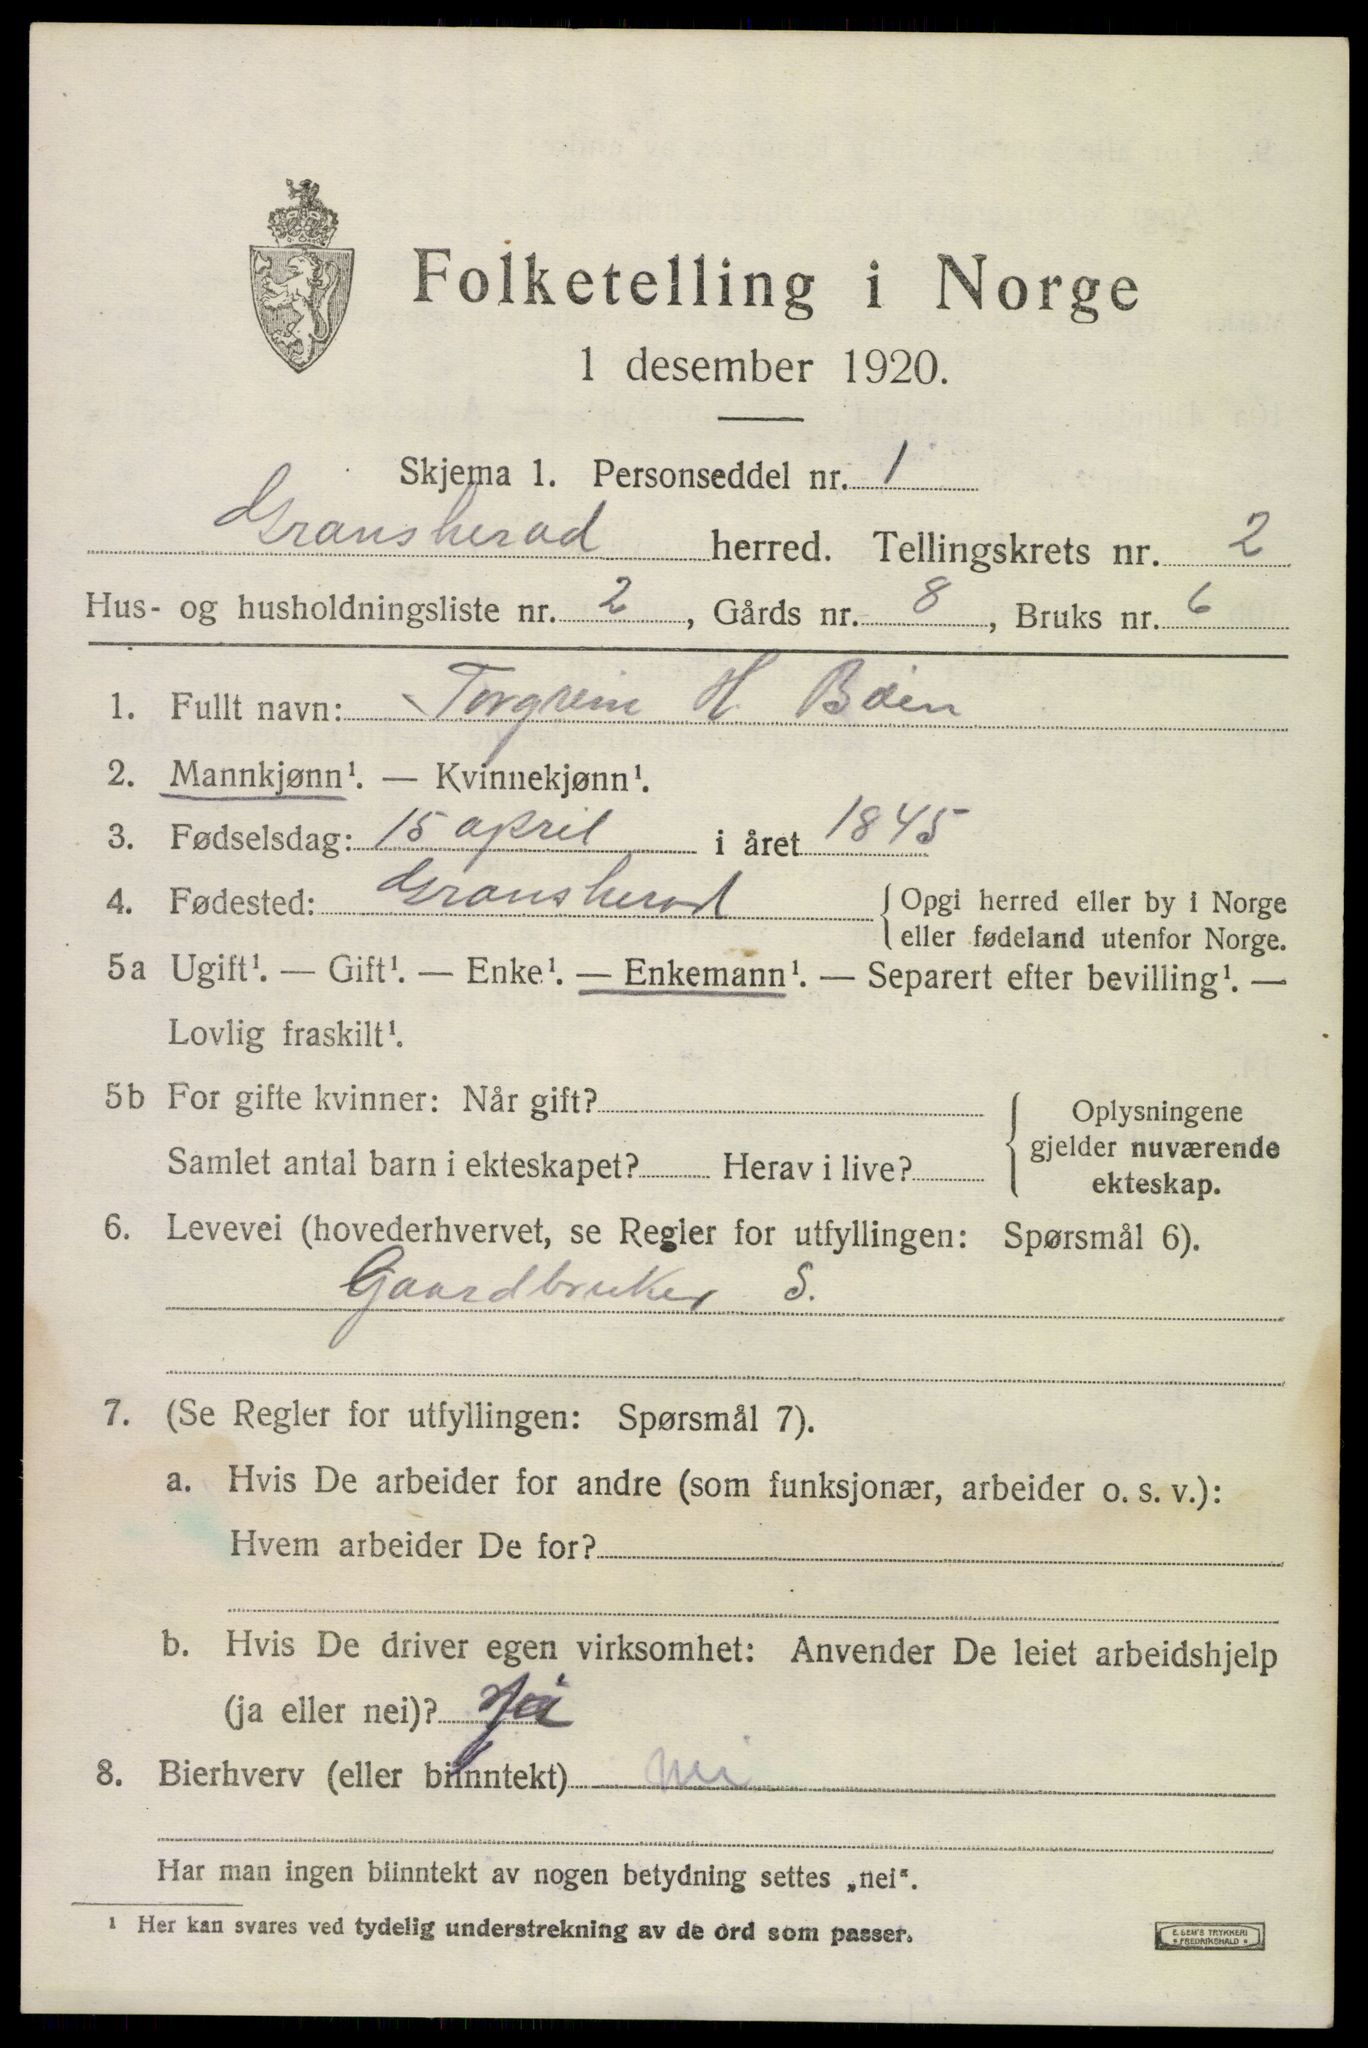 Folketelling i Norge
1 desember 1920.
Skjema 1. Personseddel nr. 1
Gransherad herred. Tellingskrets nr. 2
Hus- og husholdningsliste nr. 2, Gårds nr. 8, Bruks nr. 6
1. Fullt navn: Torgrim H. Bøen
2. Mannkjønn¹. — Kvinnekjønn¹.
3. Fødselsdag: 15 april i året 1845
4. Fødested: Gransherad { Opgi herred eller by i Norge
eller fødeland utenfor Norge.
5a Ugift¹. — Gift¹. — Enke¹. — Enkemann¹. — Separert efter bevilling¹. —
Lovlig fraskilt¹.
5b For gifte kvinner: Når gift?
Samlet antal barn i ekteskapet? Herav i live?
{ Oplysningene
gjelder nuværende
ekteskap.
6. Levevei (hovederhvervet, se Regler for utfyllingen: Spørsmål 6).
Gaardbruker S.
7. (Se Regler for utfyllingen: Spørsmål 7).
a. Hvis De arbeider for andre (som funksjonær, arbeider o. s. v.):
Hvem arbeider De for?
b. Hvis De driver egen virksomhet: Anvender De leiet arbeidshjelp
(ja eller nei)? Ja
8. Bierhverv (eller biinntekt) nei
Har man ingen biinntekt av nogen betydning settes „nei".
¹ Her kan svares ved tydelig understrekning av de ord som passer.
E. SEM'S TRYKKERI
* FREDRIKSHALD *